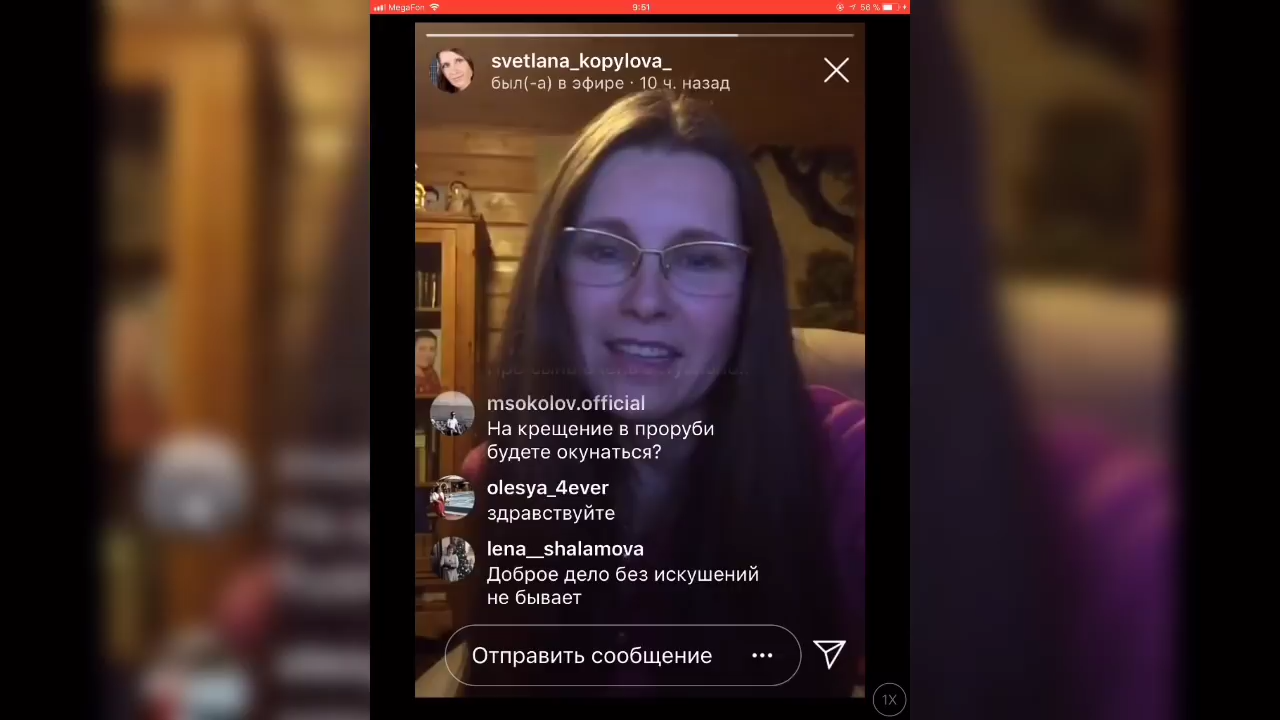 MegaFon
9:51
56 %
svetlana_kopylova_
был(-а) в эфире · 10 ч. назад
msokolov.official
На крещение в проруби
будете окунаться?
olesya_4ever
здравствуйте
lena__shalamova
Доброе дело без искушений
не бывает
Отправить сообщение
1X